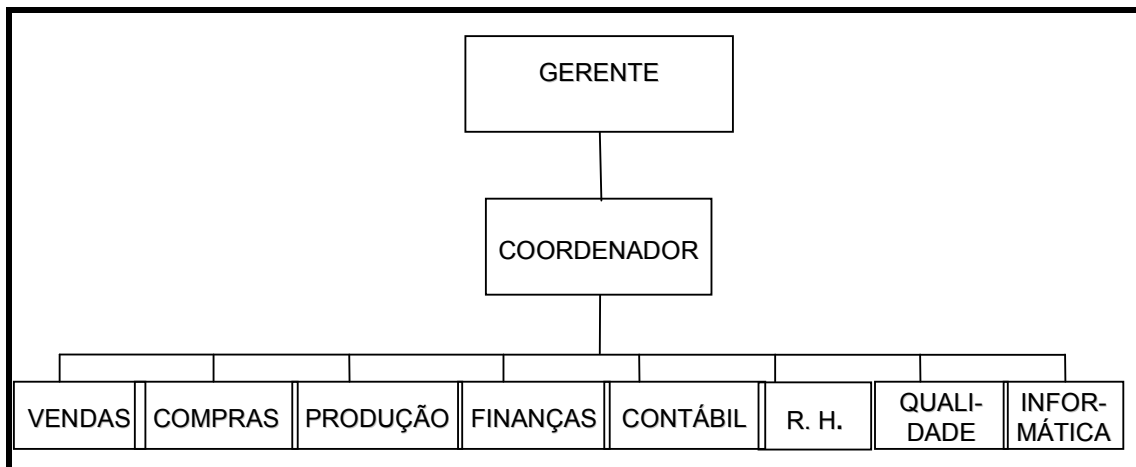 GERENTE
COORDENADOR
VENDAS
COMPRAS
PRODUÇÃO
FINANÇAS
CONTÁBIL
R. H.
QUALI-
DADE
INFOR-
MÁTICA